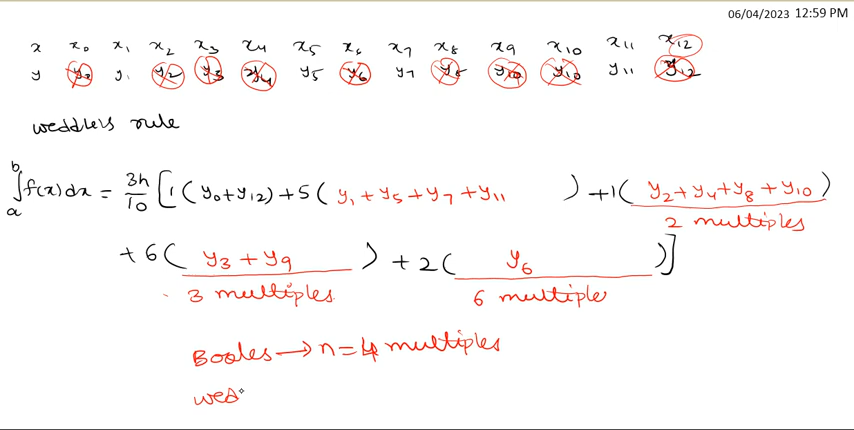 06/04/2023 12:59 PM
x x₀ x₁ x₂ x₃ x₄ x₅ x₆ x₇ x₈ x₉ x₁₀ x₁₁ x₁₂
y y₀ y₁ y₂ y₃ y₄ y₅ y₆ y₇ y₈ y₁₀ y₁₀ y₁₁ y₁₂
weddle's rule
∫ₐᵇ f(x)dx = 3h/10 [1(y₀+y₁₂)+5(y₁+y₅+y₇+y₁₁)+1(y₂+y₄+y₈+y₁₀)
2 multiples
+6(y₃+y₉)+2(y₆)]
3 multiples 6 multiple
Booles → n=4 multiples
wed